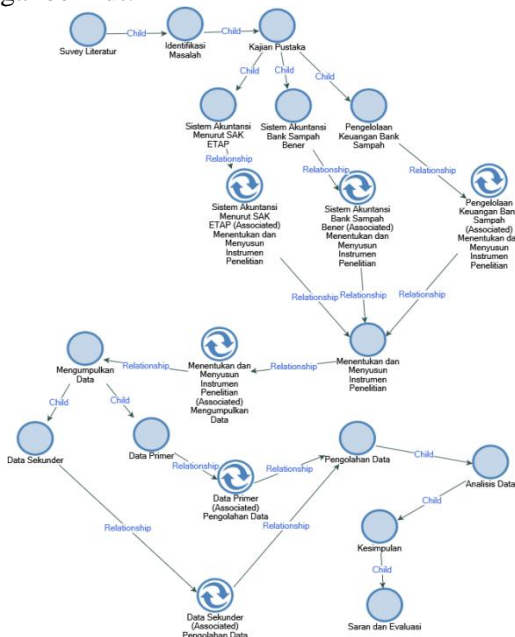 Child
Child
Suvey Literatur
Identifikasi
Masalah
Kajian Pustaka
Child
Child
Child
Sistem Akuntansi
Menurut SAK
ETAP
Sistem Akuntansi
Bank Sampah
Bener
Pengelolaan
Keuangan Bank
Sampah
Relationship
Relationship
Relationship
Sistem Akuntansi
Menurut SAK
ETAP (Associated)
Menentukan dan
Menyusun
Instrumen
Penelitian
Sistem Akuntansi
Bank Sampah
Bener (Associated)
Menentukan dan
Menyusun
Instrumen
Penelitian
Pengelolaan
Keuangan Ban
Sampah
(Associated)
Menentukan da
Menyusun
Instrumen
Penelitian
Relationship
Relationship
Relationship
Menentukan dan
Menyusun
Instrumen
Penelitian
Relationship
Menentukan dan
Menyusun
Instrumen
Penelitian
(Associated)
Mengumpulkan
Data
Relationship
Mengumpulkan
Data
Child
Child
Data Sekunder
Data Primer
Relationship
Data Primer
(Associated)
Pengolahan Data
Relationship
Pengolahan Data
Child
Analisis Data
Relationship
Data Sekunder
(Associated)
Pengolahan Data
Relationship
Child
Kesimpulan
Child
Saran dan Evaluasi